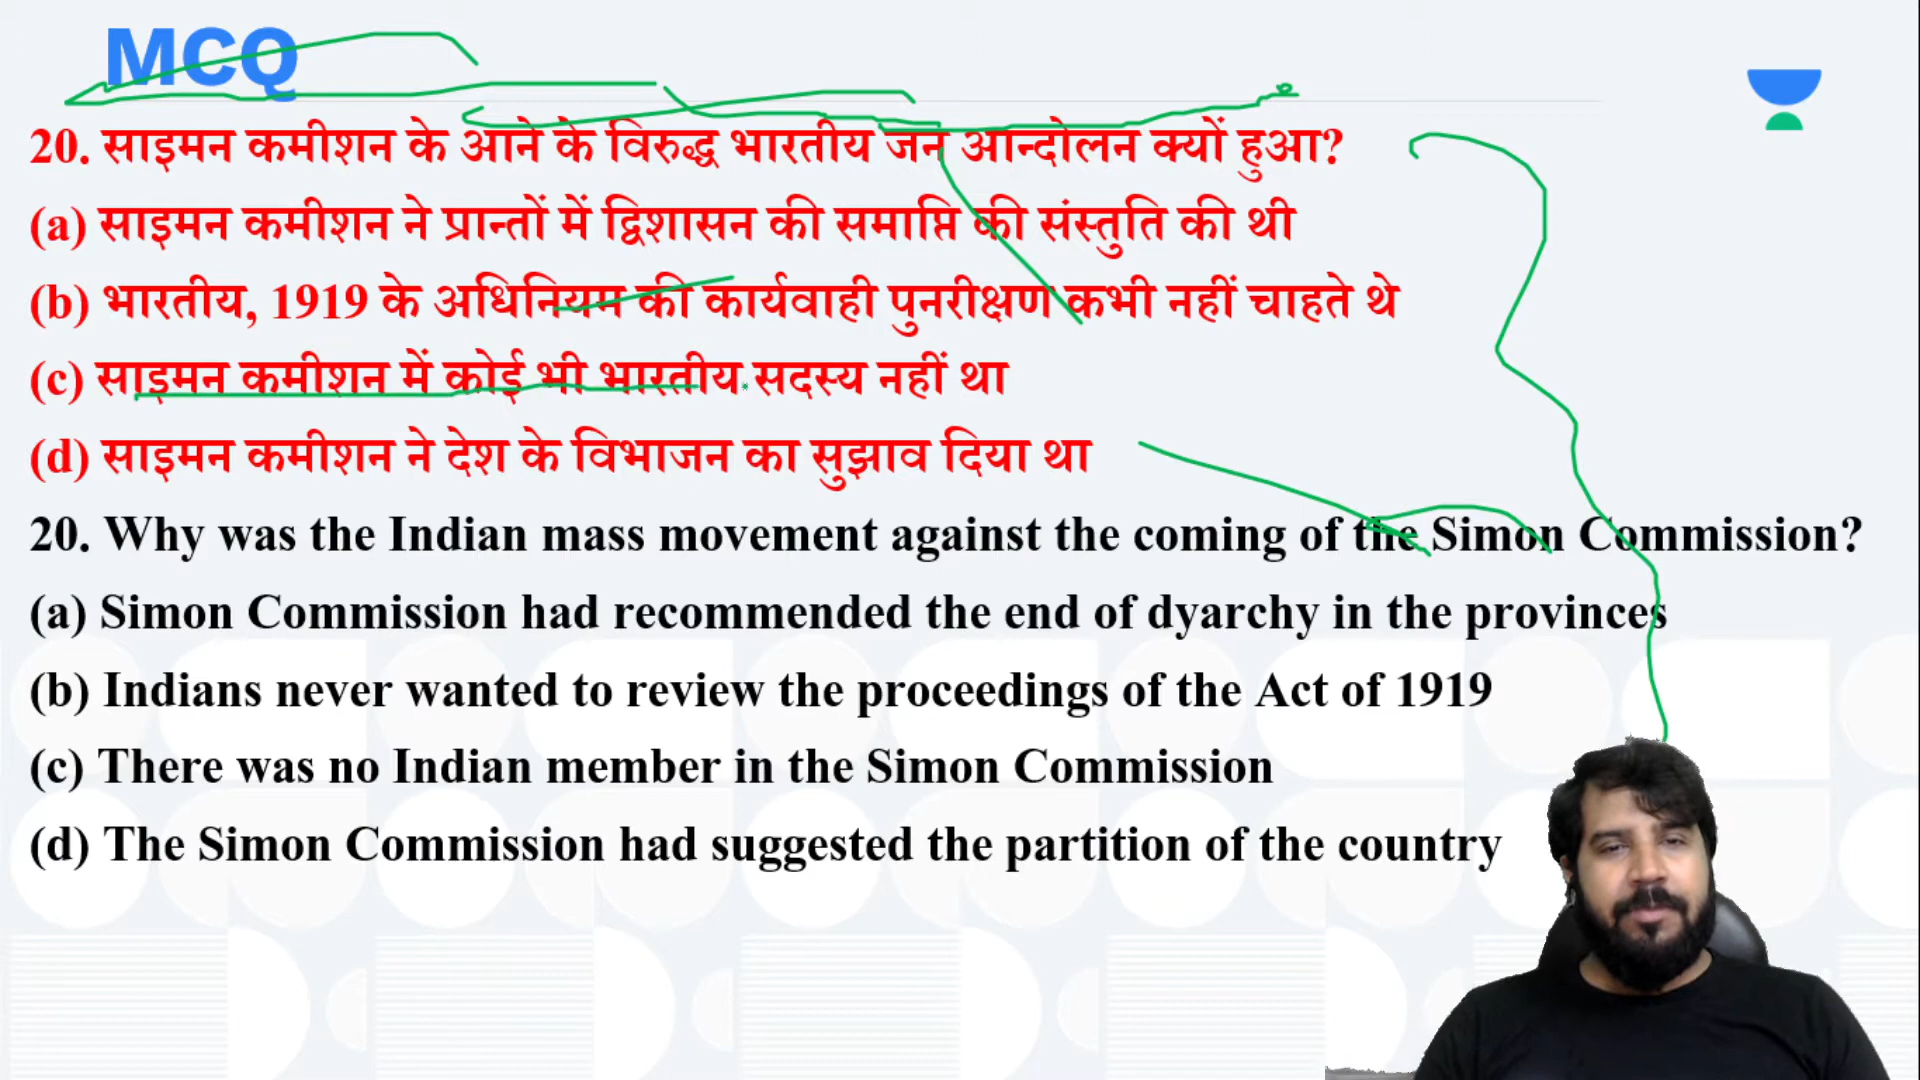 MCQ
20. साइमन कमीशन के आने के विरुद्ध भारतीय जन आन्दोलन क्यों हुआ?
(a) साइमन कमीशन ने प्रान्तों में द्विशासन की समाप्ति की संस्तुति की थी
(b) भारतीय, 1919 के अधिनियम की कार्यवाही पुनरीक्षण कभी नहीं चाहते थे
(c) साइमन कमीशन में कोई भी भारतीय सदस्य नहीं था
(d) साइमन कमीशन ने देश के विभाजन का सुझाव दिया था
20. Why was the Indian mass movement against the coming of the Simon Commission?
(a) Simon Commission had recommended the end of dyarchy in the provinces
(b) Indians never wanted to review the proceedings of the Act of 1919
(c) There was no Indian member in the Simon Commission
(d) The Simon Commission had suggested the partition of the country